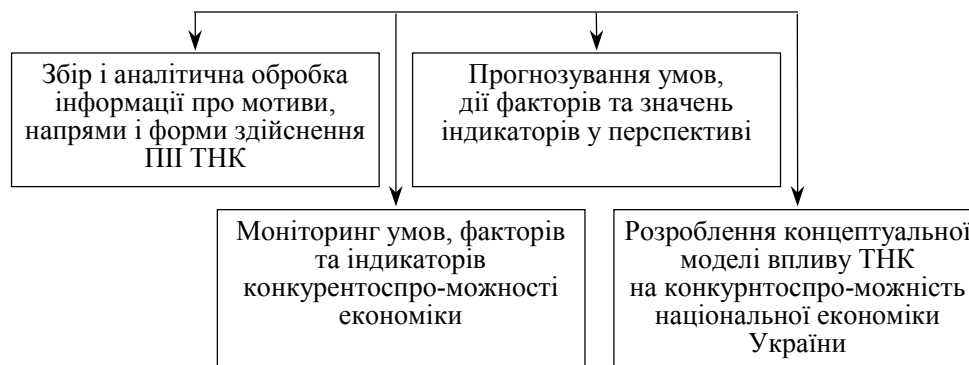 Збір і аналітична обробка
інформації про мотиви,
напрями і форми здійснення
ПІІ ТНК
Прогнозування умов,
дії факторів та значень
індикаторів у перспективі
Моніторинг умов, факторів
та індикаторів
конкурентоспро-можності
економіки
Розроблення концептуальної
моделі впливу ТНК
на конкурнтоспро-можність
національної економіки
України